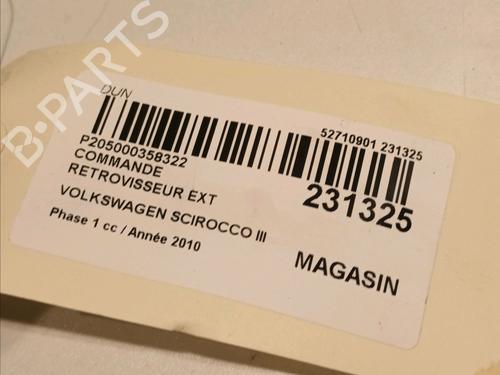 DUN
52710901 231325
P205000358322
COMMANDE
RETROVISSEUR EXT
231325
VOLKSWAGEN SCIROCCO III
Phase 1 cc / Année 2010
MAGASIN
B-PARTS